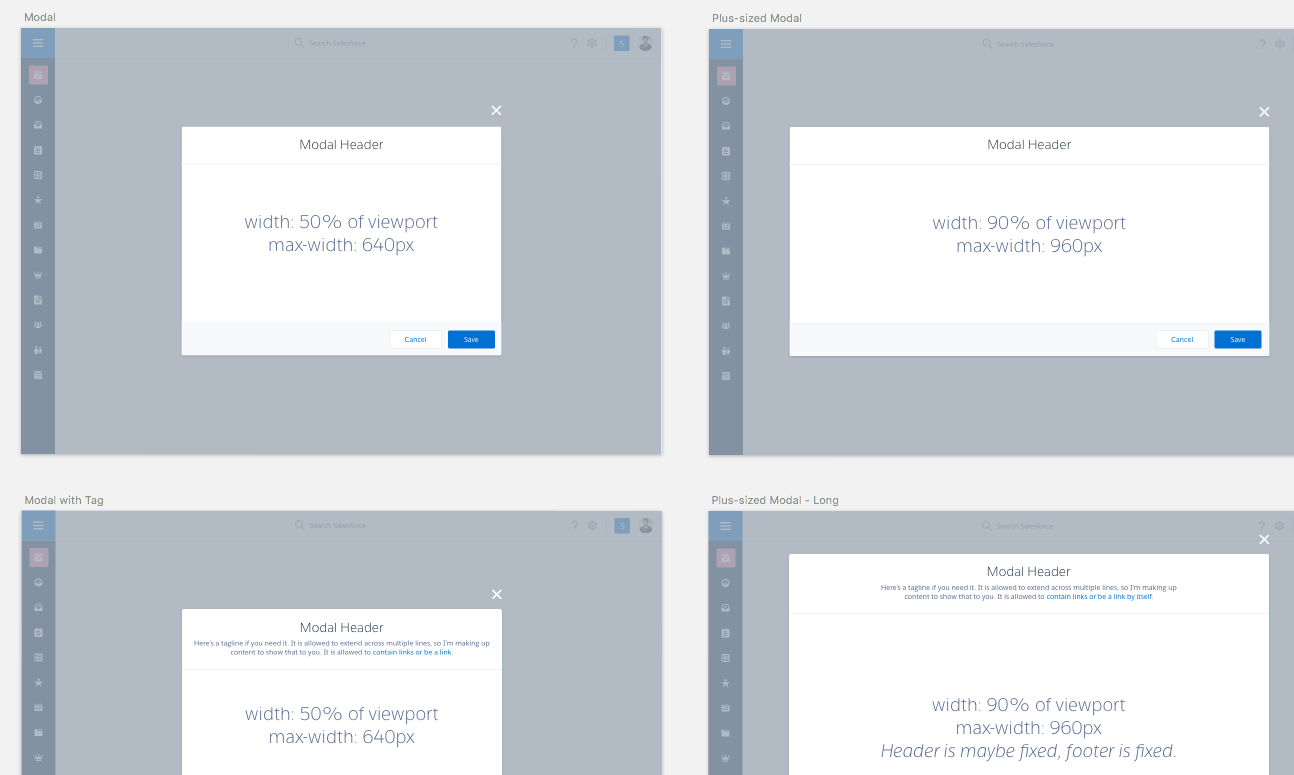 Modal
Search Salesforce
?
S
Modal Header
width: 50% of viewport
max-width: 640px
Cancel
Save
Plus-sized Modal
Search Salesforce
?
Modal Header
width: 90% of viewport
max-width: 960px
Cancel
Save
Modal with Tag
Search Salesforce
?
S
Modal Header
Here's a tagline if you need it. It is allowed to extend across multiple lines, so I'm making up
content to show that to you. It is allowed to contain links or be a link.
width: 50% of viewport
max-width: 640px
Plus-sized Modal - Long
Search Salesforce
?
Modal Header
Here's a tagline if you need it. It is allowed to extend across multiple lines, so I'm making up
content to show that to you. It is allowed to contain links or be a link by itself.
width: 90% of viewport
max-width: 960px
Header is maybe fixed, footer is fixed.